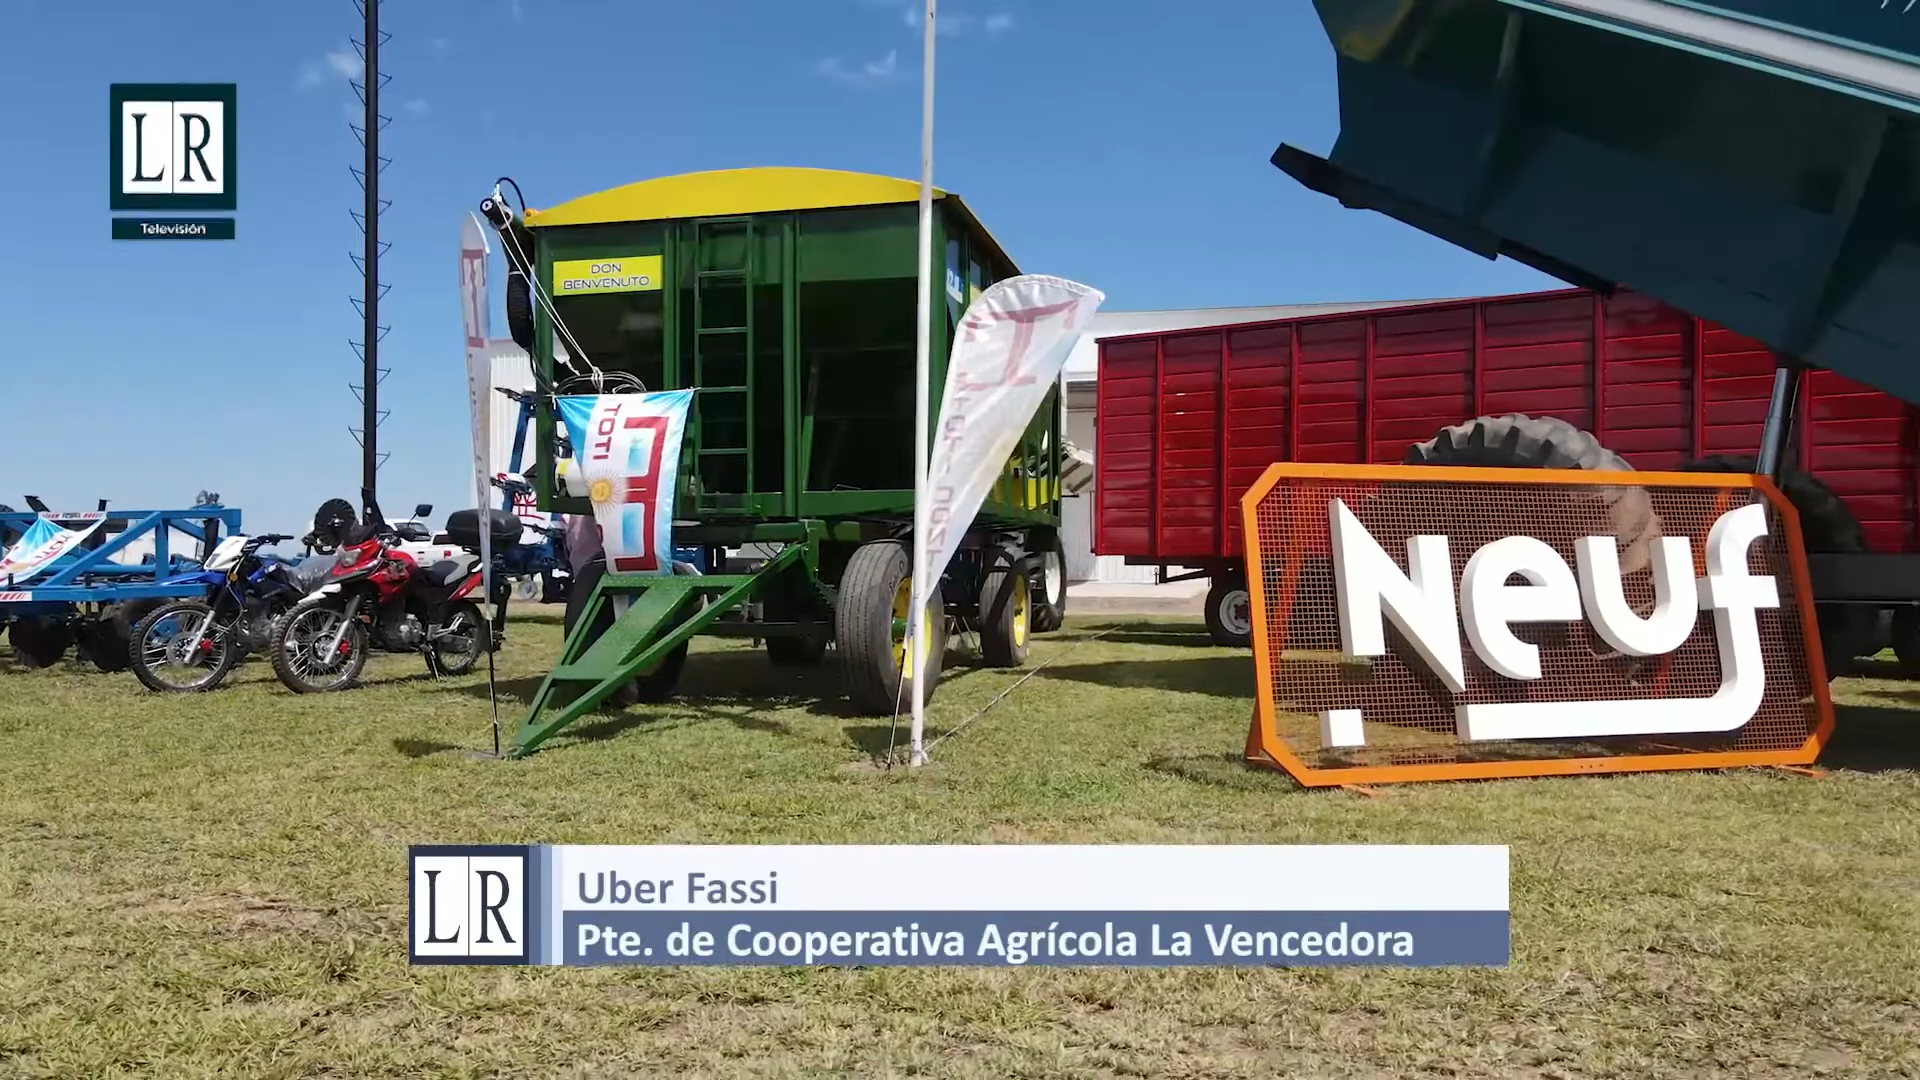 LR
Televisión
DON
BENVENUTO
TOTI
Neuf
LR
Uber Fassi
Pte. de Cooperativa Agrícola La Vencedora